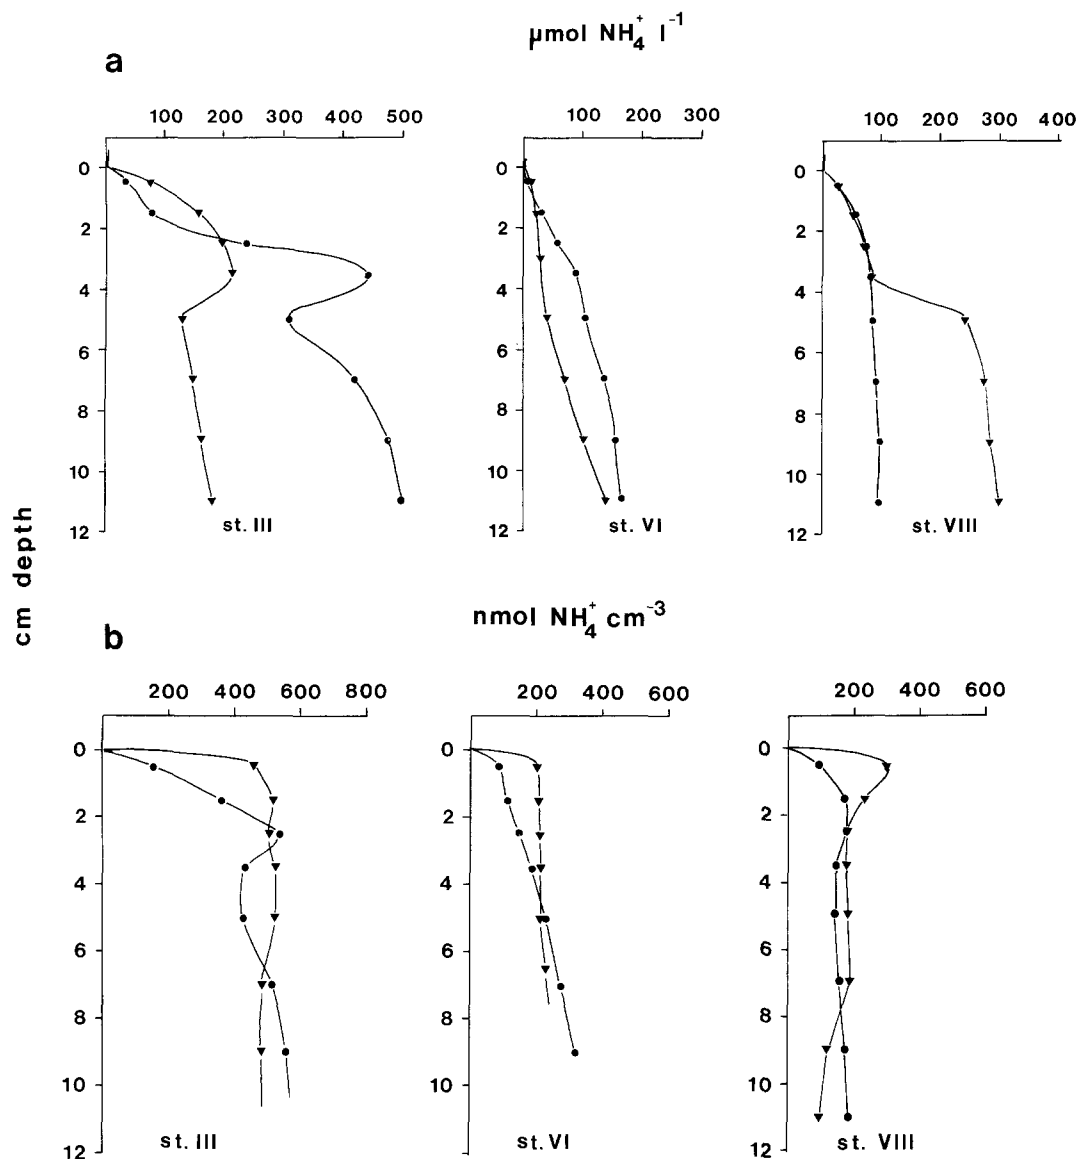 a
µmol NH₄⁺ l⁻¹
100 200 300 400 500
100 200 300
100 200 300 400
0 2 4 6 8 10 12
0 2 4 6 8 10 12
0 2 4 6 8 10 12
st. III
st. VI
st. VIII
cm depth
b
nmol NH₄⁺ cm⁻³
200 400 600 800
200 400 600
200 400 600
0 2 4 6 8 10 12
0 2 4 6 8 10
0 2 4 6 8 10 12
st. III
st. VI
st. VIII